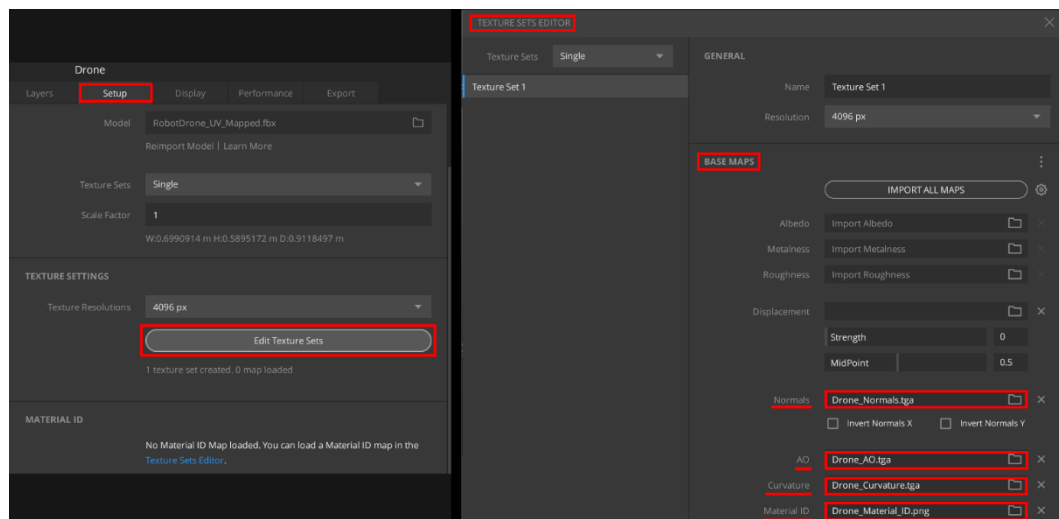 Drone
Layers Setup Display Performance Export
Model RobotDrone_UV_Mapped.fbx
Reimport Model | Learn More
Texture Sets Single
Scale Factor 1
W:0.6990914 m H:0.5895172 m D:0.9118497 m
TEXTURE SETTINGS
Texture Resolutions 4096 px
Edit Texture Sets
1 texture set created. 0 map loaded
MATERIAL ID
No Material ID Map loaded. You can load a Material ID map in the
Texture Sets Editor.
TEXTURE SETS EDITOR
Texture Sets Single
Texture Set 1
GENERAL
Name Texture Set 1
Resolution 4096 px
BASE MAPS
IMPORT ALL MAPS
Albedo Import Albedo
Metalness Import Metalness
Roughness Import Roughness
Displacement
Strength 0
MidPoint 0.5
Normals Drone_Normals.tga
Invert Normals X Invert Normals Y
AO Drone_AO.tga
Curvature Drone_Curvature.tga
Material ID Drone_Material_ID.png